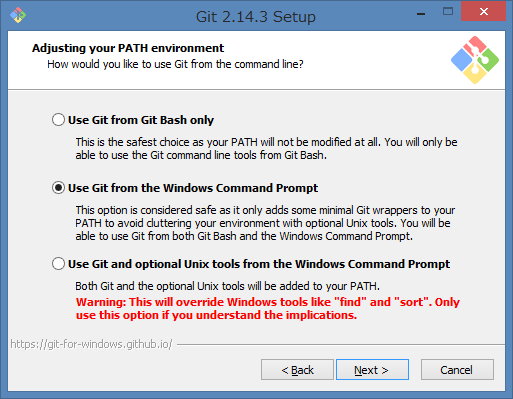 Git 2.14.3 Setup
Adjusting your PATH environment
How would you like to use Git from the command line?
Use Git from Git Bash only
This is the safest choice as your PATH will not be modified at all. You will only
be able to use the Git command line tools from Git Bash.
Use Git from the Windows Command Prompt
This option is considered safe as it only adds some minimal Git wrappers to your
PATH to avoid cluttering your environment with optional Unix tools. You will be
able to use Git from both Git Bash and the Windows Command Prompt.
Use Git and optional Unix tools from the Windows Command Prompt
Both Git and the optional Unix tools will be added to your PATH.
Warning: This will override Windows tools like "find" and "sort". Only
use this option if you understand the implications.
https://git-for-windows.github.io/
< Back Next > Cancel